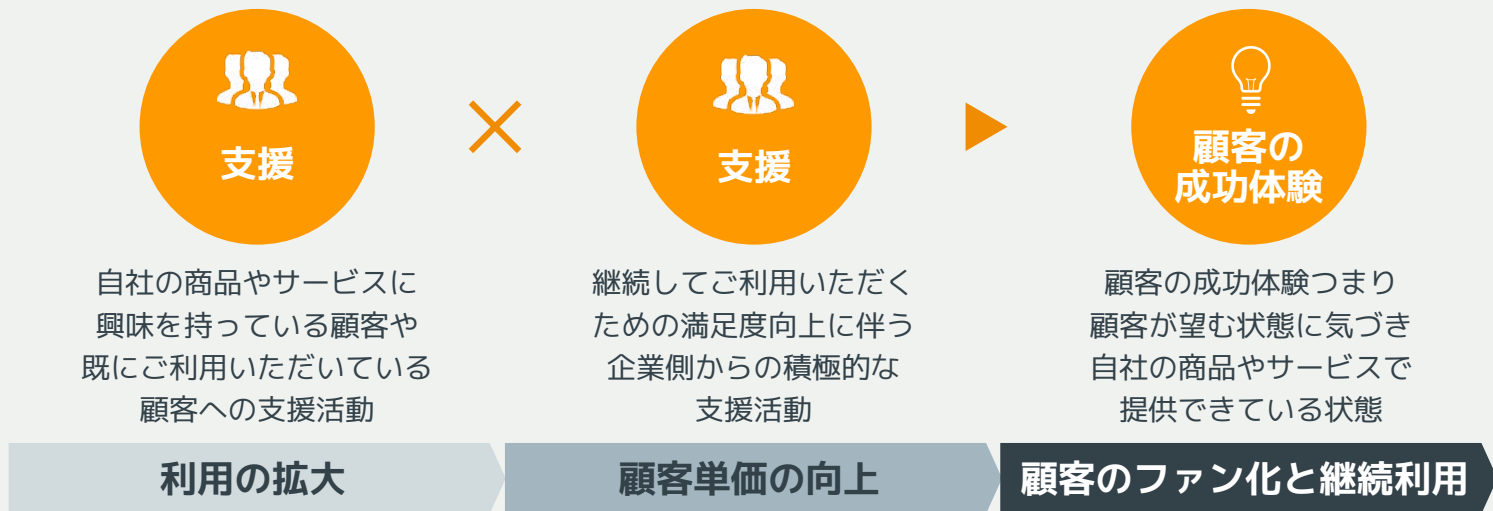 支援
自社の商品やサービスに
興味を持っている顧客や
既にご利用いただいている
顧客への支援活動
利用の拡大
支援
継続してご利用いただく
ための満足度向上に伴う
企業側からの積極的な
支援活動
顧客単価の向上
顧客の
成功体験
顧客の成功体験つまり
顧客が望む状態に気づき
自社の商品やサービスで
提供できている状態
顧客のファン化と継続利用